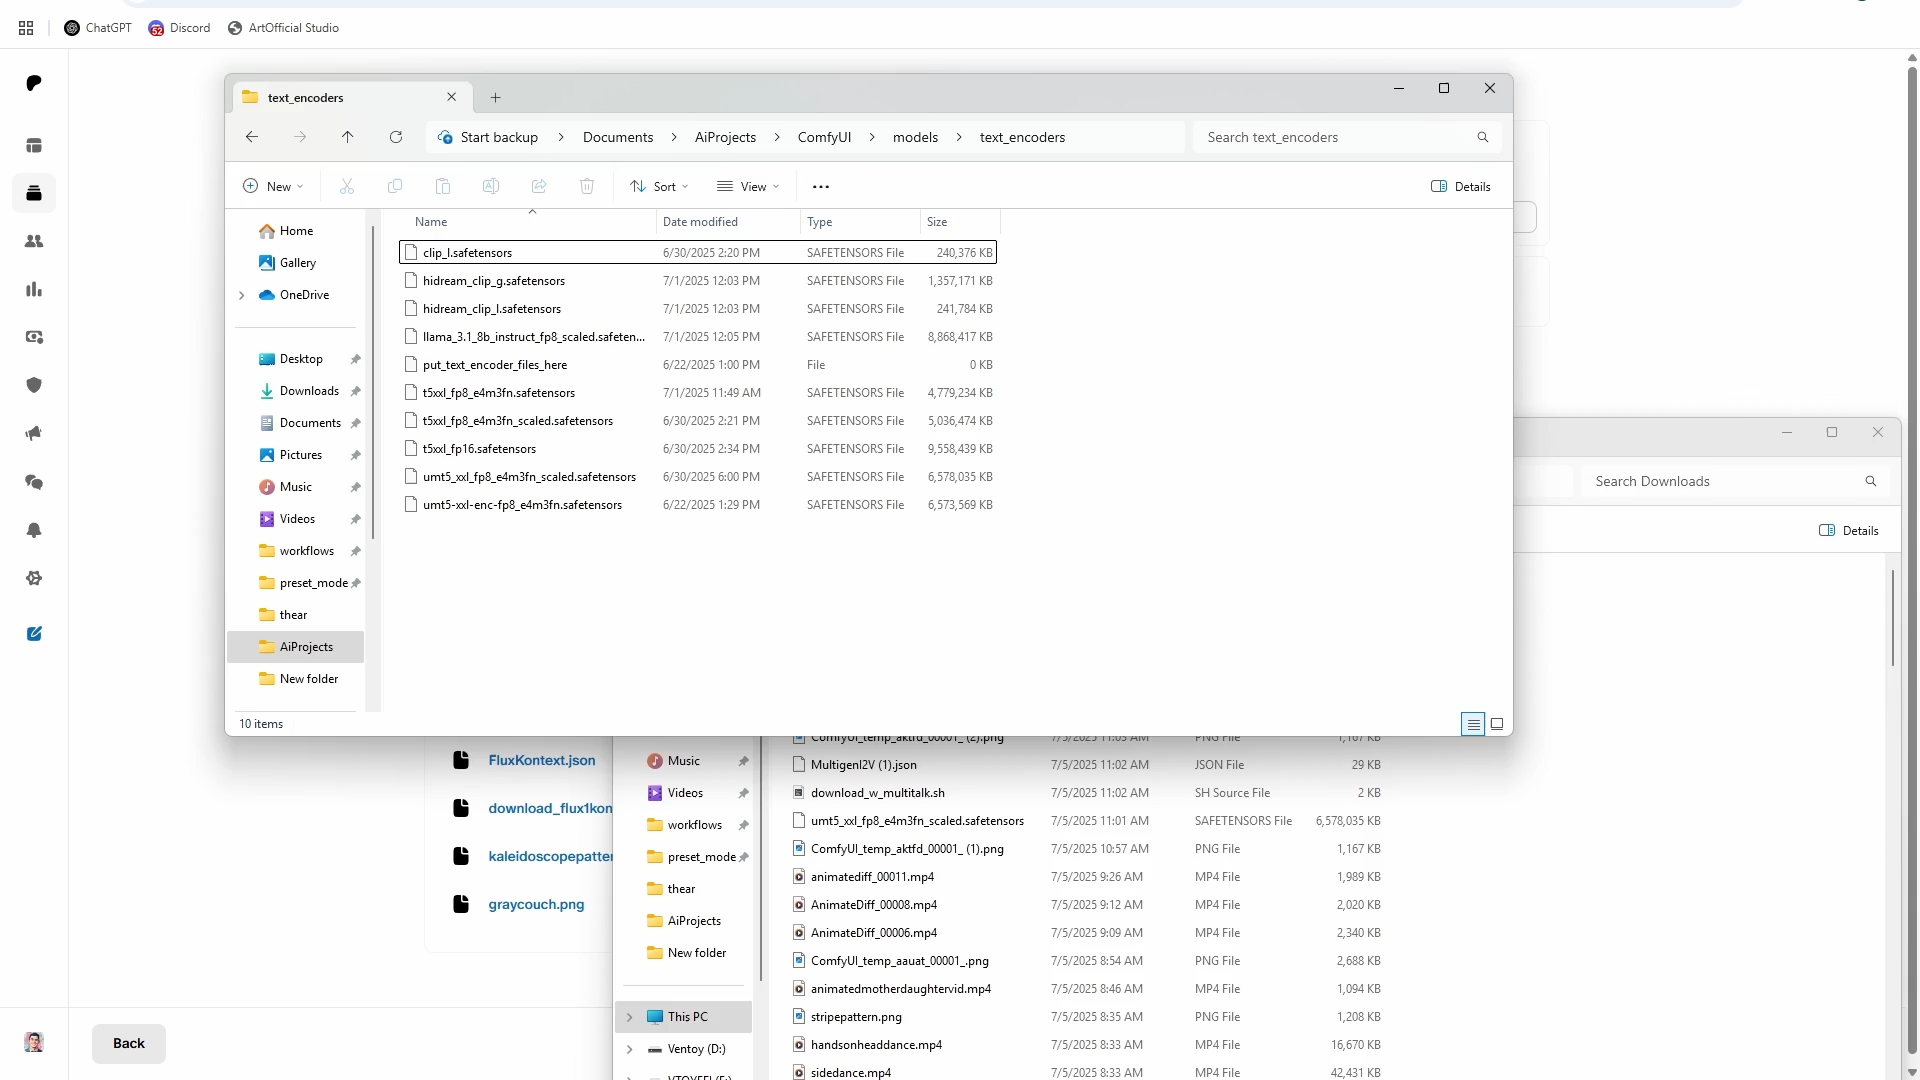 ChatGPT
Discord
52
ArtOfficial Studio
text_encoders
Start backup
Documents
AiProjects
ComfyUI
models
text_encoders
Search text_encoders
New
Sort
View
Details
Name
Date modified
Type
Size
Home
Gallery
OneDrive
Desktop
Downloads
Documents
Pictures
Music
Videos
workflows
preset_mode
thear
AiProjects
New folder
clip_l.safetensors 6/30/2025 2:20 PM SAFETENSORS File 240,376 KB
hidream_clip_g.safetensors 7/1/2025 12:03 PM SAFETENSORS File 1,357,171 KB
hidream_clip_l.safetensors 7/1/2025 12:03 PM SAFETENSORS File 241,784 KB
llama_3.1_8b_instruct_fp8_scaled.safeten... 7/1/2025 12:05 PM SAFETENSORS File 8,868,417 KB
put_text_encoder_files_here 6/22/2025 1:00 PM File 0 KB
t5xxl_fp8_e4m3fn.safetensors 7/1/2025 11:49 AM SAFETENSORS File 4,779,234 KB
t5xxl_fp8_e4m3fn_scaled.safetensors 6/30/2025 2:21 PM SAFETENSORS File 5,036,474 KB
t5xxl_fp16.safetensors 6/30/2025 2:34 PM SAFETENSORS File 9,558,439 KB
umt5_xxl_fp8_e4m3fn_scaled.safetensors 6/30/2025 6:00 PM SAFETENSORS File 6,578,035 KB
umt5-xxl-enc-fp8_e4m3fn.safetensors 6/22/2025 1:29 PM SAFETENSORS File 6,573,569 KB
10 items
Search Downloads
Details
FluxKontext.json
download_flux1kon
kaleidoscopepatter
graycouch.png
Back
Music
Videos
workflows
preset_mode
thear
AiProjects
New folder
This PC
Ventoy (D:)
ComfyUI_temp_aktfd_00001_ (2).png 7/5/2025 11:03 AM PNG File 1,167 KB
MultigenI2V (1).json 7/5/2025 11:02 AM JSON File 29 KB
download_w_multitalk.sh 7/5/2025 11:02 AM SH Source File 2 KB
umt5_xxl_fp8_e4m3fn_scaled.safetensors 7/5/2025 11:01 AM SAFETENSORS File 6,578,035 KB
ComfyUI_temp_aktfd_00001_ (1).png 7/5/2025 10:57 AM PNG File 1,167 KB
animatediff_00011.mp4 7/5/2025 9:26 AM MP4 File 1,989 KB
AnimateDiff_00008.mp4 7/5/2025 9:12 AM MP4 File 2,020 KB
AnimateDiff_00006.mp4 7/5/2025 9:09 AM MP4 File 2,340 KB
ComfyUI_temp_aauat_00001_.png 7/5/2025 8:54 AM PNG File 2,688 KB
animatedmotherdaughtervid.mp4 7/5/2025 8:46 AM MP4 File 1,094 KB
stripepattern.png 7/5/2025 8:35 AM PNG File 1,208 KB
handsonheaddance.mp4 7/5/2025 8:33 AM MP4 File 16,670 KB
sidedance.mp4 7/5/2025 8:33 AM MP4 File 42,431 KB